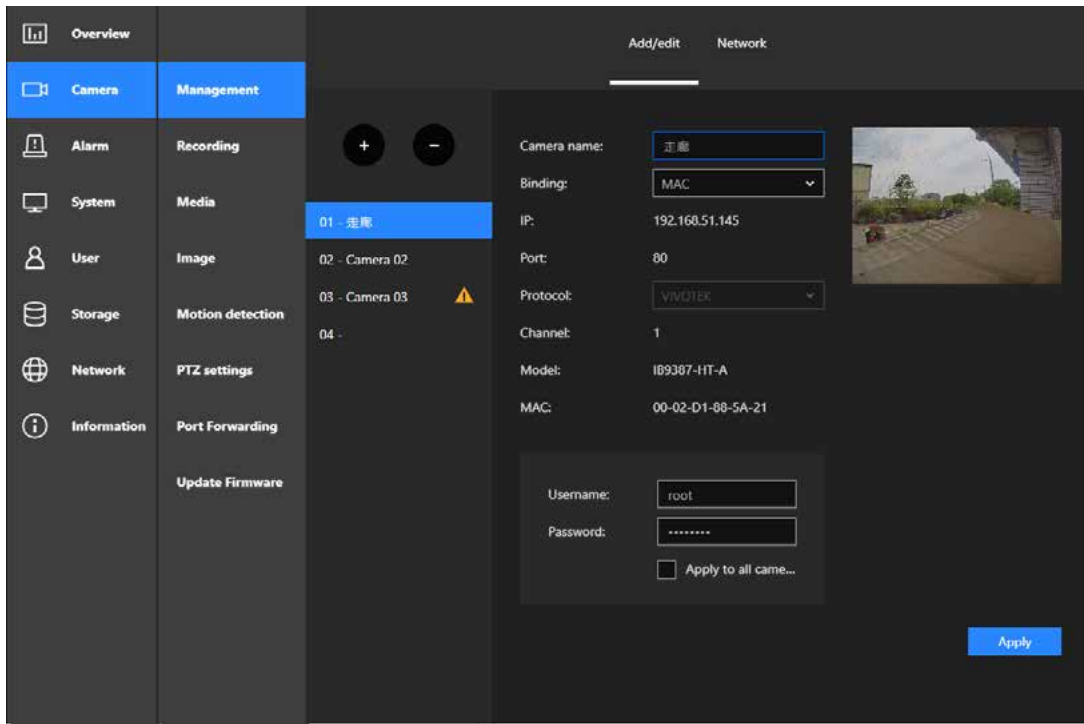 Overview
Camera
Alarm
System
User
Storage
Network
Information
Management
Recording
Media
Image
Motion detection
PTZ settings
Port Forwarding
Update Firmware
Add/edit
Network
+
-
01 - 走廊
02 - Camera 02
03 - Camera 03
04 -
Camera name: 走廊
Binding: MAC
IP: 192.168.51.145
Port: 80
Protocol: VIVOTEK
Channel: 1
Model: IB9387-HT-A
MAC: 00-02-D1-88-5A-21
Username: root
Password: ••••••••
Apply to all came...
Apply